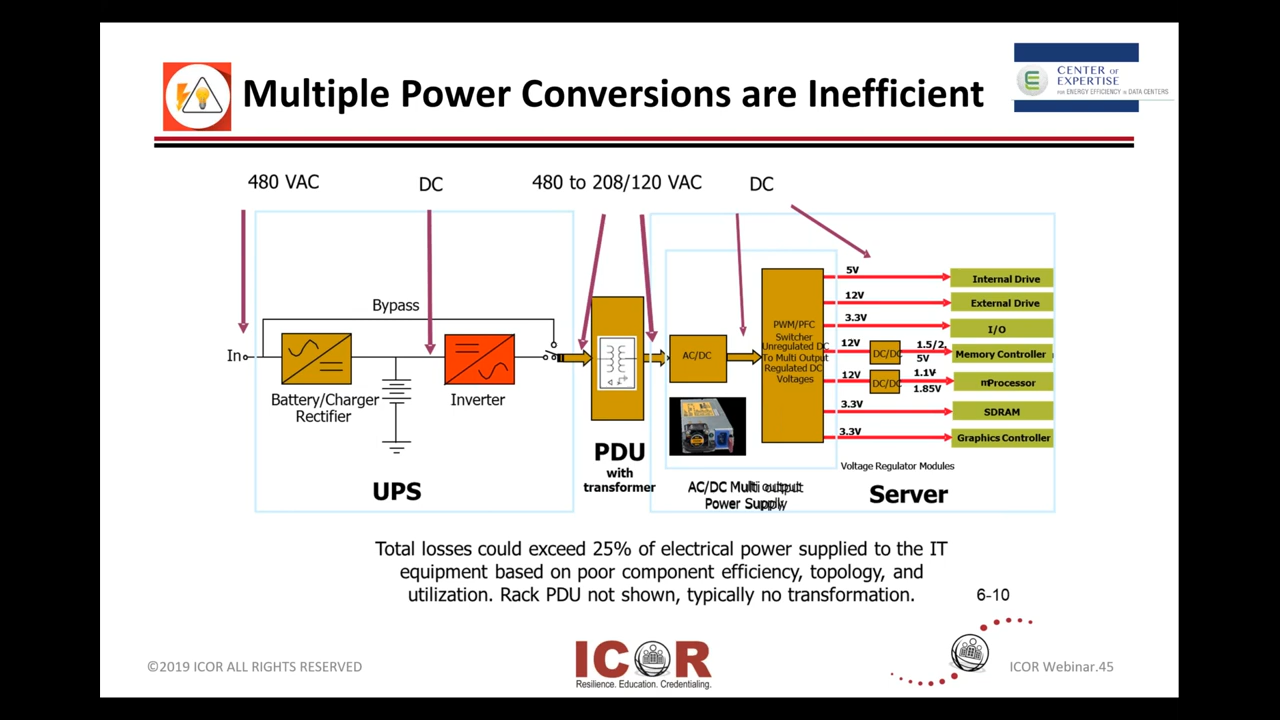 Multiple Power Conversions are Inefficient
CENTER OF
EXPERTISE
FOR ENERGY EFFICIENCY IN DATA CENTERS
480 VAC
DC
480 to 208/120 VAC
DC
Bypass
In
Battery/Charger
Rectifier
Inverter
UPS
PDU
with
transformer
AC/DC
PWM/PFC
Switcher
Unregulated DC
To Multi Output
Regulated DC
Voltages
AC/DC Multi output
Power Supply
5V
Internal Drive
12V
External Drive
3.3V
I/O
12V
DC/DC
1.5/2.
5V
Memory Controller
12V
DC/DC
1.1V-
1.85V
mProcessor
3.3V
SDRAM
3.3V
Graphics Controller
Voltage Regulator Modules
Server
Total losses could exceed 25% of electrical power supplied to the IT
equipment based on poor component efficiency, topology, and
utilization. Rack PDU not shown, typically no transformation.
6-10
©2019 ICOR ALL RIGHTS RESERVED
ICOR
Resilience. Education. Credentialing.
ICOR Webinar.45